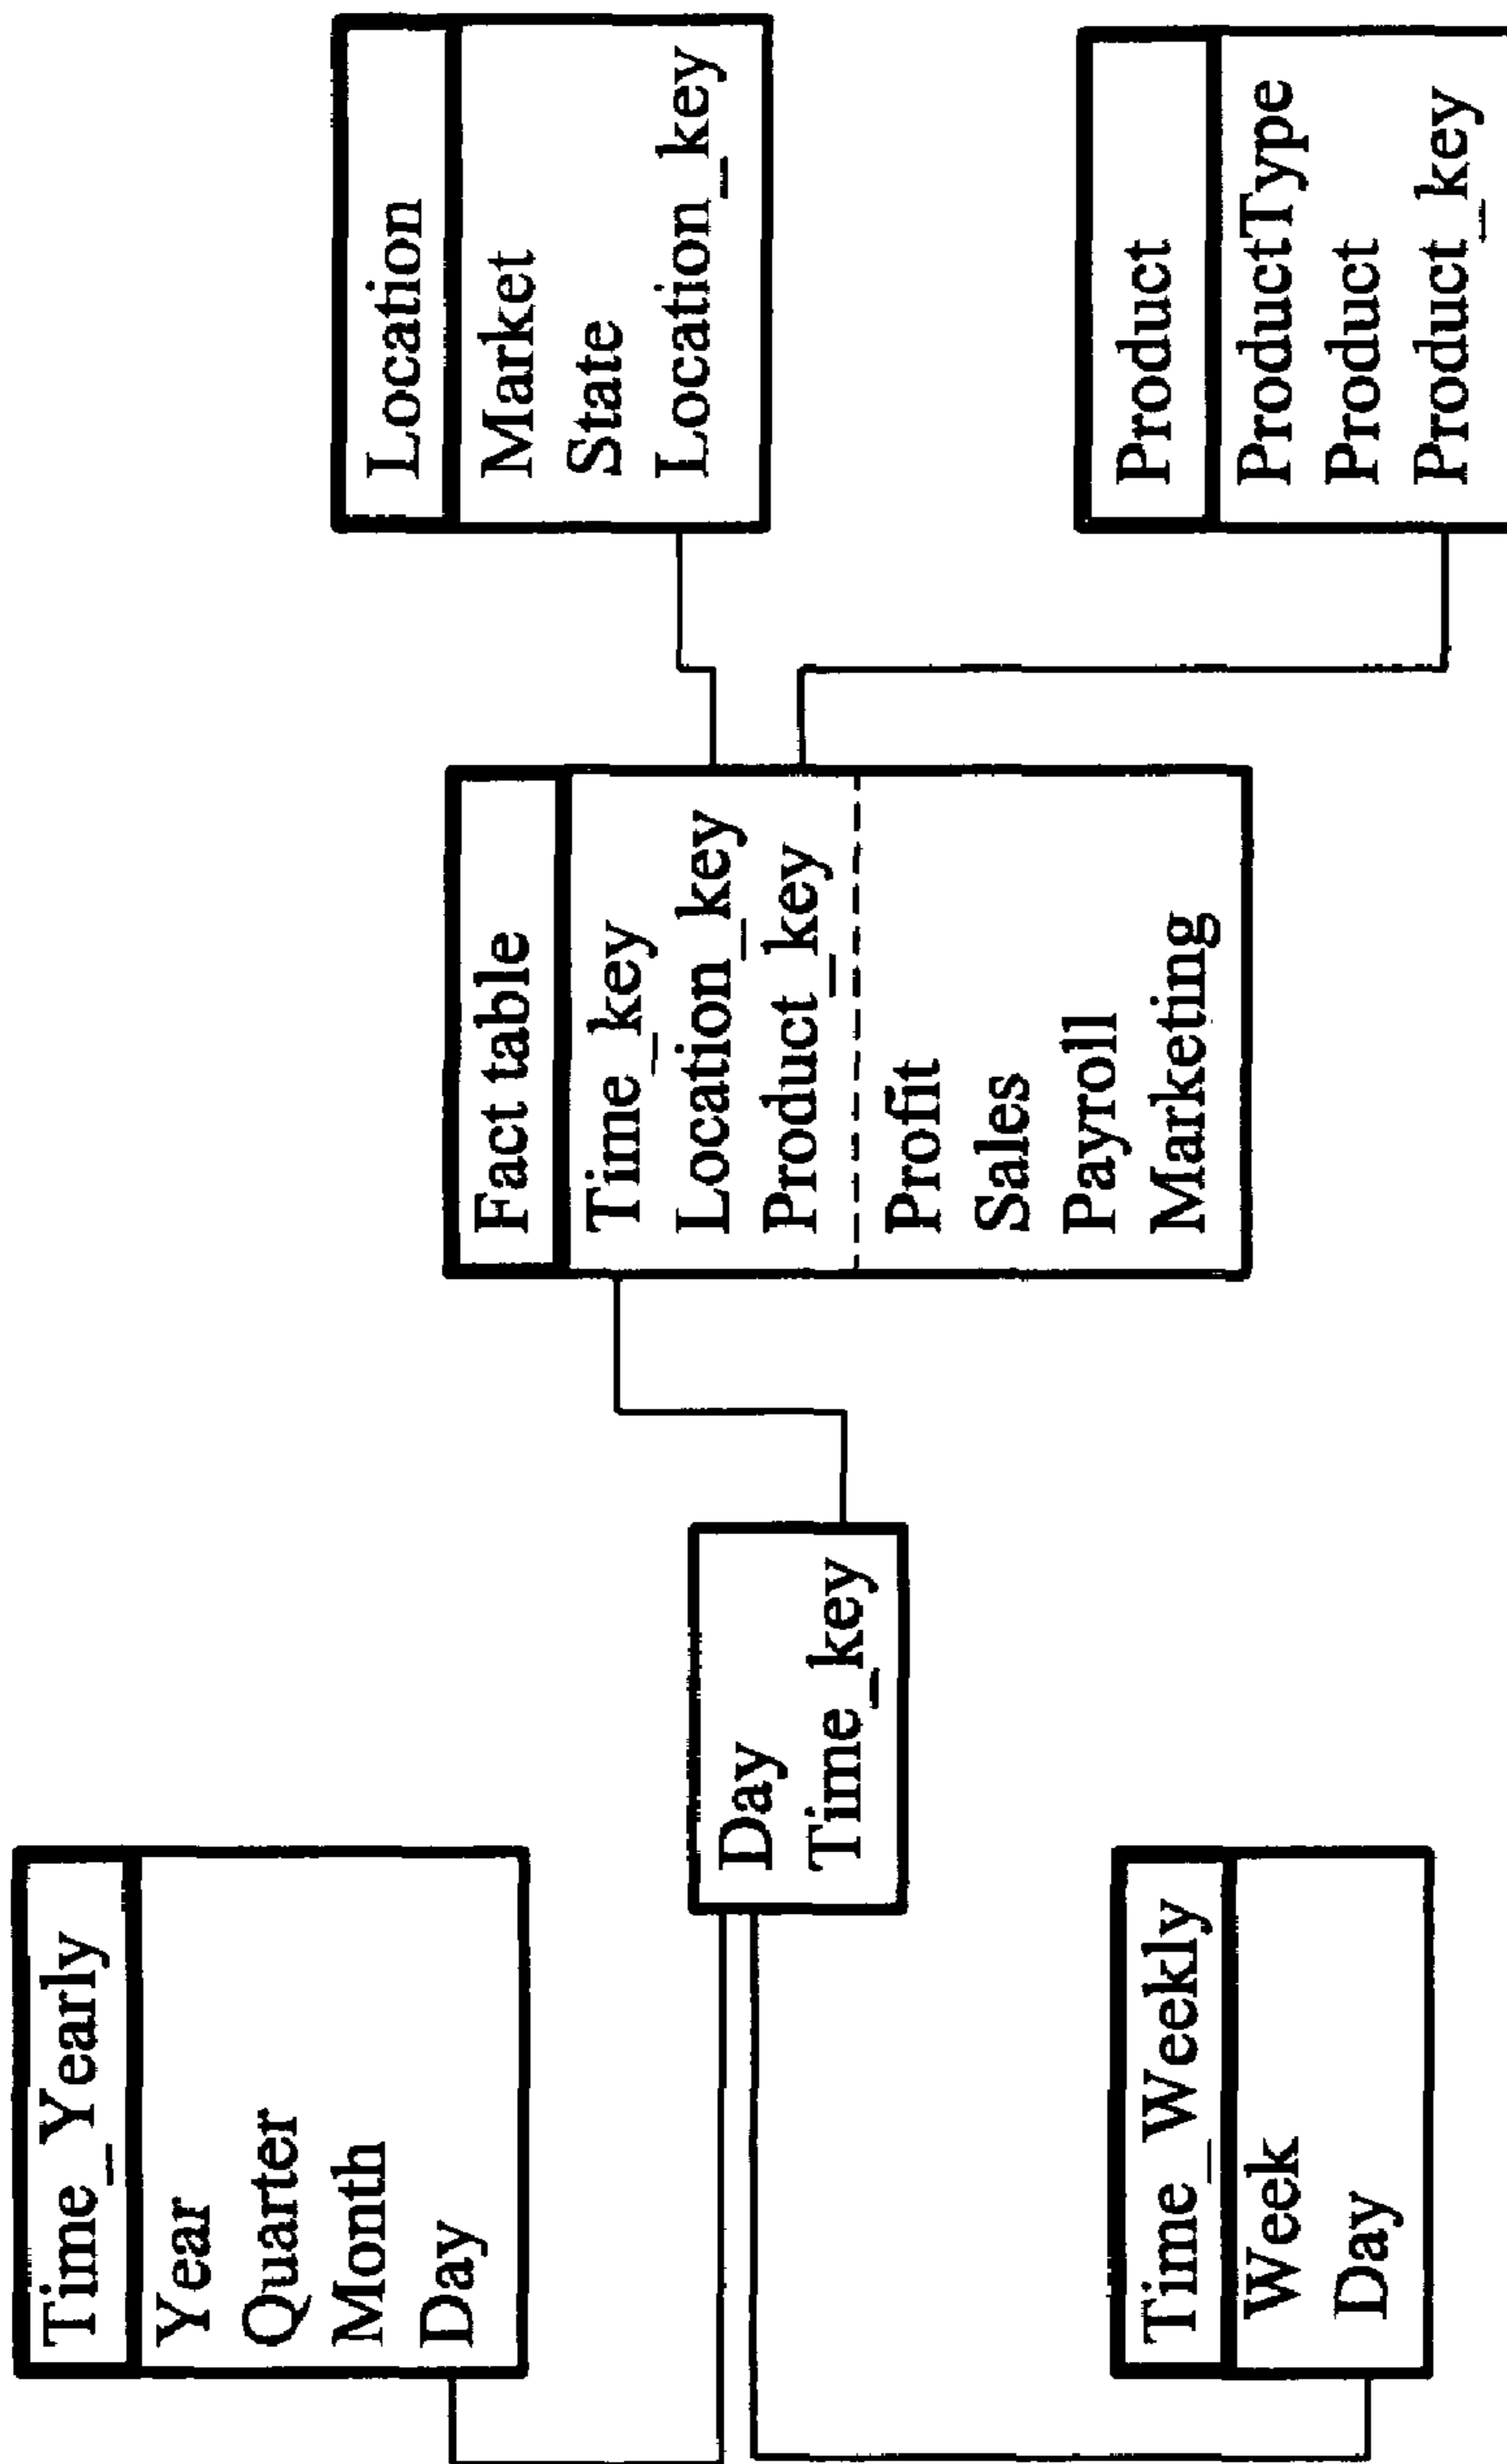 Time_Yearly
Year
Quarter
Month
Day
Time_Weekly
Week
Day
Day
Time_key
Fact table
Time_key
Location_key
Product_key
Profit
Sales
Payroll
Marketing
Location
Market
State
Location_key
Product
ProductType
Product
Product_key